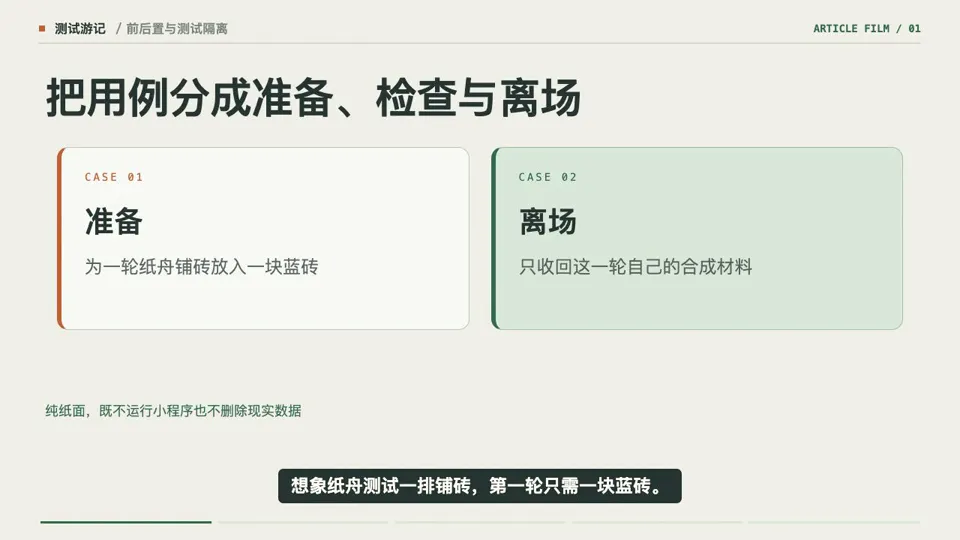 测试游记 / 前后置与测试隔离
ARTICLE FILM / 01
把用例分成准备、检查与离场
CASE 01
准备
为一轮纸舟铺砖放入一块蓝砖
CASE 02
离场
只收回这一轮自己的合成材料
纯纸面，既不运行小程序也不删除现实数据
想象纸舟测试一排铺砖，第一轮只需一块蓝砖。